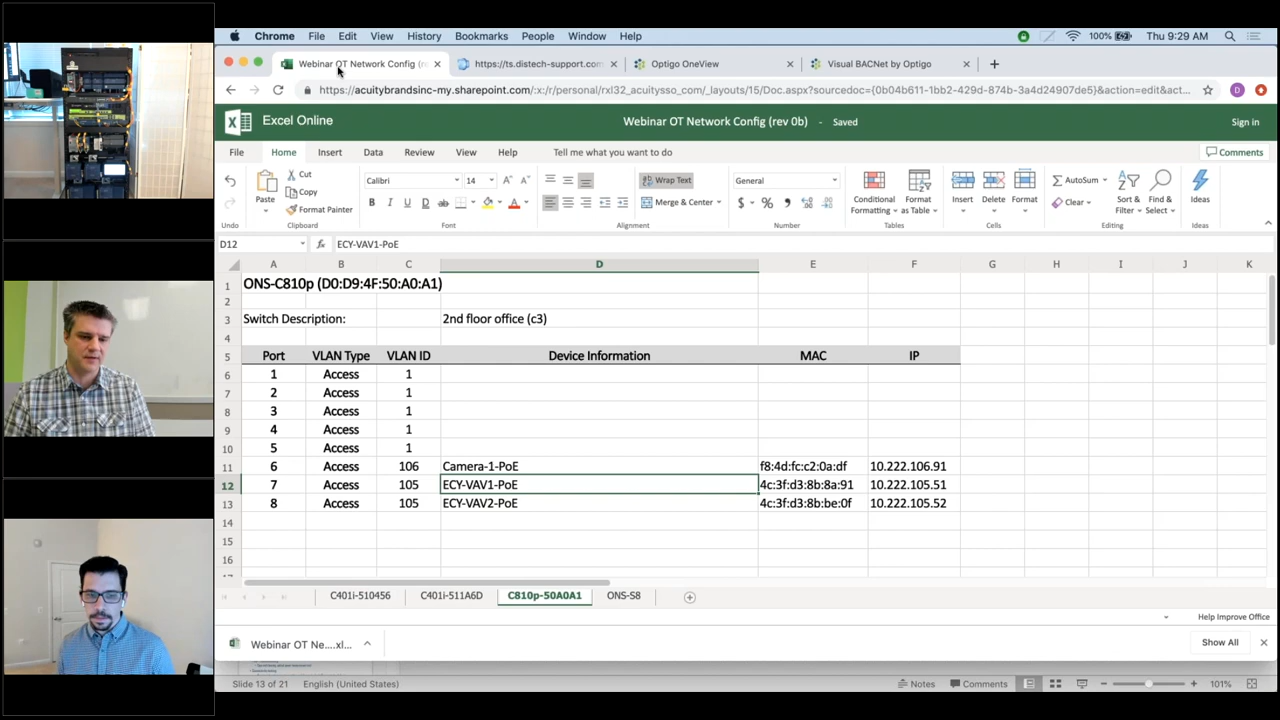 Chrome File Edit View History Bookmarks People Window Help 100% Thu 9:29 AM
Webinar OT Network Config (re × https://ts.distech-support.com × Optigo OneView × Visual BACNet by Optigo × +
https://acuitybrandsinc-my.sharepoint.com/:x:/r/personal/rxl32_acuitysso_com/_layouts/15/Doc.aspx?sourcedoc={0b04b611-1bb2-429d-874b-3a4d24907de5}&action=edit&ac... D
Excel Online Webinar OT Network Config (rev 0b) - Saved Sign in
File Home Insert Data Review View Help Tell me what you want to do Comments
Cut
Copy
Format Painter
Paste
Calibri 14
B I U D ab A
Wrap Text
Merge & Center
General
$ % ,
Conditional Formatting
Format as Table
Insert Delete Format
AutoSum
Clear
Sort & Filter
Find & Select
Ideas
Undo Clipboard Font Alignment Number Tables Cells Editing Ideas
D12 fx ECY-VAV1-PoE
A B C D E F G H I J K
1 ONS-C810p (D0:D9:4F:50:A0:A1)
2
3 Switch Description: 2nd floor office (c3)
4
5 Port VLAN Type VLAN ID Device Information MAC IP
6 1 Access 1
7 2 Access 1
8 3 Access 1
9 4 Access 1
10 5 Access 1
11 6 Access 106 Camera-1-PoE f8:4d:fc:c2:0a:df 10.222.106.91
12 7 Access 105 ECY-VAV1-PoE 4c:3f:d3:8b:8a:91 10.222.105.51
13 8 Access 105 ECY-VAV2-PoE 4c:3f:d3:8b:be:0f 10.222.105.52
14
15
16
17
C401i-510456 C401i-511A6D C810p-50A0A1 ONS-S8
Help Improve Office
Webinar OT Ne....xl... Show All
Slide 13 of 21 English (United States) Notes Comments 101%